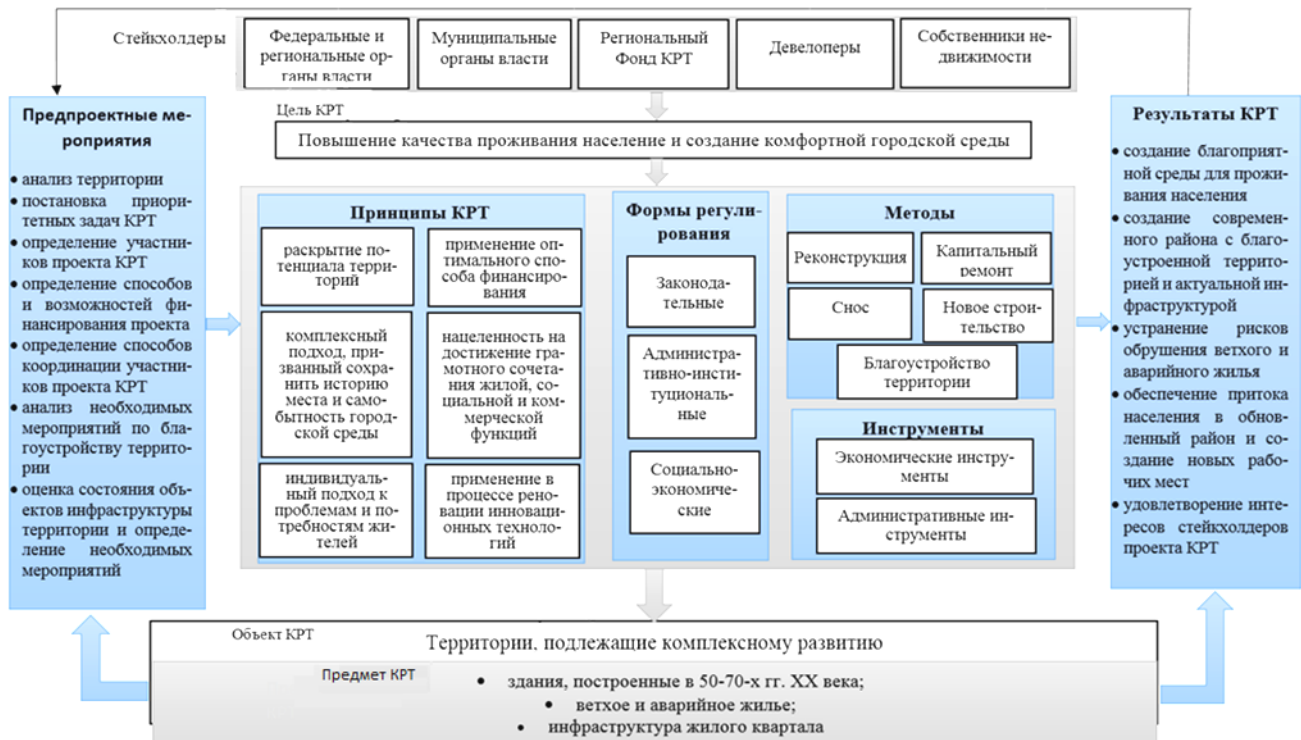 Стейкхолдеры
Федеральные и
региональные ор-
ганы власти
Муниципальные
органы власти
Региональный
Фонд КРТ
Девелоперы
Собственники не-
движимости
Цель КРТ
Повышение качества проживания население и создание комфортной городской среды
Предпроектные ме-
роприятия
• анализ территории
• постановка приори-
тетных задач КРТ
• определение участни-
ков проекта КРТ
• определение способов
и возможностей фи-
нансирования проекта
• определение способов
координации участни-
ков проекта КРТ
• анализ необходимых
мероприятий по бла-
гоустройству террито-
рии
• оценка состояния объ-
ектов инфраструктуры
территории и опреде-
ление необходимых
мероприятий
Принципы КРТ
раскрытие по-
тенциала терри-
торий
применение оп-
тимального спо-
соба финансиро-
вания
комплексный
подход, при-
званный сохра-
нить историю
места и само-
бытность город-
ской среды
нацеленность на
достижение гра-
мотного сочета-
ния жилой, со-
циальной и ком-
мерческой
функций
индивидуаль-
ный подход к
проблемам и по-
требностям жи-
телей
применение в
процессе рено-
вации инноваци-
онных техноло-
гий
Формы регули-
рования
Законода-
тельные
Администра-
тивно-инсти-
туциональ-
ные
Социально-
экономиче-
ские
Методы
Реконструкция
Капитальный
ремонт
Снос
Новое строи-
тельство
Благоустройство
территории
Инструменты
Экономические инстру-
менты
Административные ин-
струменты
Результаты КРТ
• создание благоприят-
ной среды для прожи-
вания населения
• создание современ-
ного района с благо-
устроенной террито-
рией и актуальной ин-
фраструктурой
• устранение рисков
обрушения ветхого и
аварийного жилья
• обеспечение притока
населения в обнов-
ленный район и со-
здание новых рабо-
чих мест
• удовлетворение инте-
ресов стейкхолдеров
проекта КРТ
Объект КРТ
Территории, подлежащие комплексному развитию
Предмет КРТ
• здания, построенные в 50-70-х гг. XX века;
• ветхое и аварийное жилье;
• инфраструктура жилого квартала